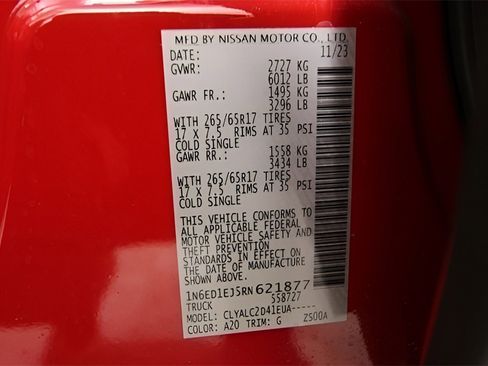 MFD BY NISSAN MOTOR CO., LTD.
DATE: 11/23
GVWR: 2727 KG
6012 LB
GAWR FR.: 1495 KG
3296 LB
WITH 265/65R17 TIRES
17 X 7.5 RIMS AT 35 PSI
COLD SINGLE
GAWR RR.: 1558 KG
3434 LB
WITH 265/65R17 TIRES
17 X 7.5 RIMS AT 35 PSI
COLD SINGLE
THIS VEHICLE CONFORMS TO
ALL APPLICABLE FEDERAL
MOTOR VEHICLE SAFETY AND
THEFT PREVENTION
STANDARDS IN EFFECT ON
THE DATE OF MANUFACTURE
SHOWN ABOVE.
1N6ED1EJ5RN621877
TRUCK 558727
MODEL: CLYALC2D41EUA-----
COLOR: A20 TRIM: G ZS00A